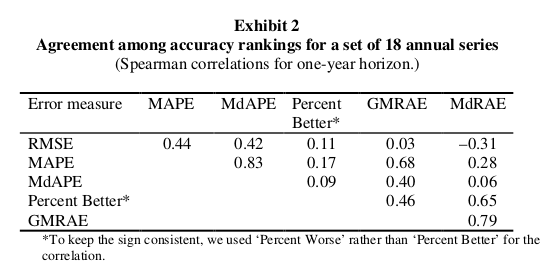 Exhibit 2
Agreement among accuracy rankings for a set of 18 annual series
(Spearman correlations for one-year horizon.)
Error measure MAPE MdAPE Percent Better* GMRAE MdRAE
RMSE 0.44 0.42 0.11 0.03 –0.31
MAPE 0.83 0.17 0.68 0.28
MdAPE 0.09 0.40 0.06
Percent Better* 0.46 0.65
GMRAE 0.79
*To keep the sign consistent, we used ‘Percent Worse’ rather than ‘Percent Better’ for the
correlation.